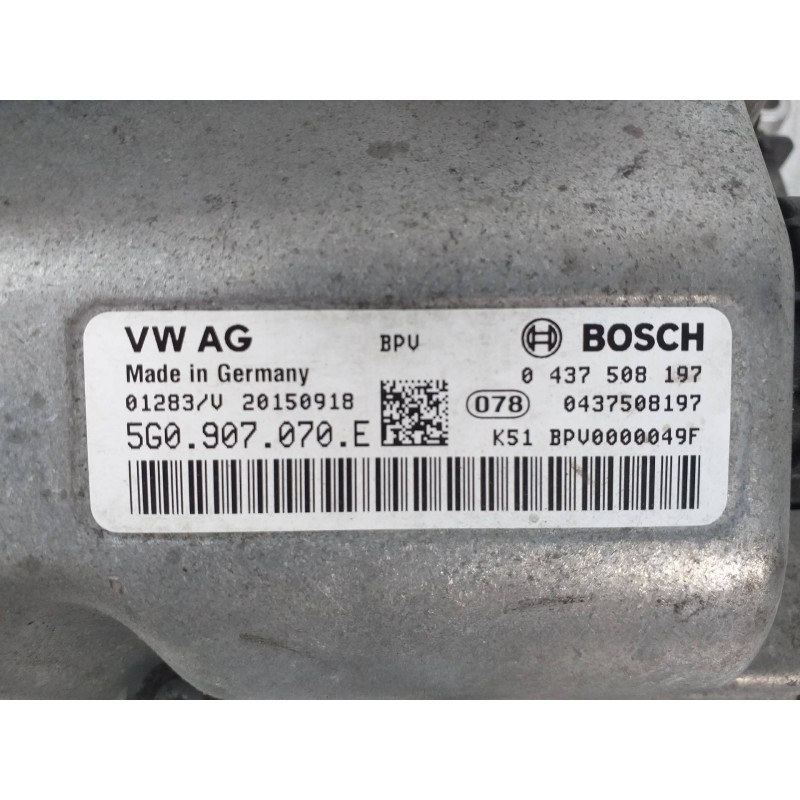 VW AG BPV BOSCH
Made in Germany 0 437 508 197
01283/V 20150918 078 0437508197
5G0.907.070.E K51 BPV0000049F